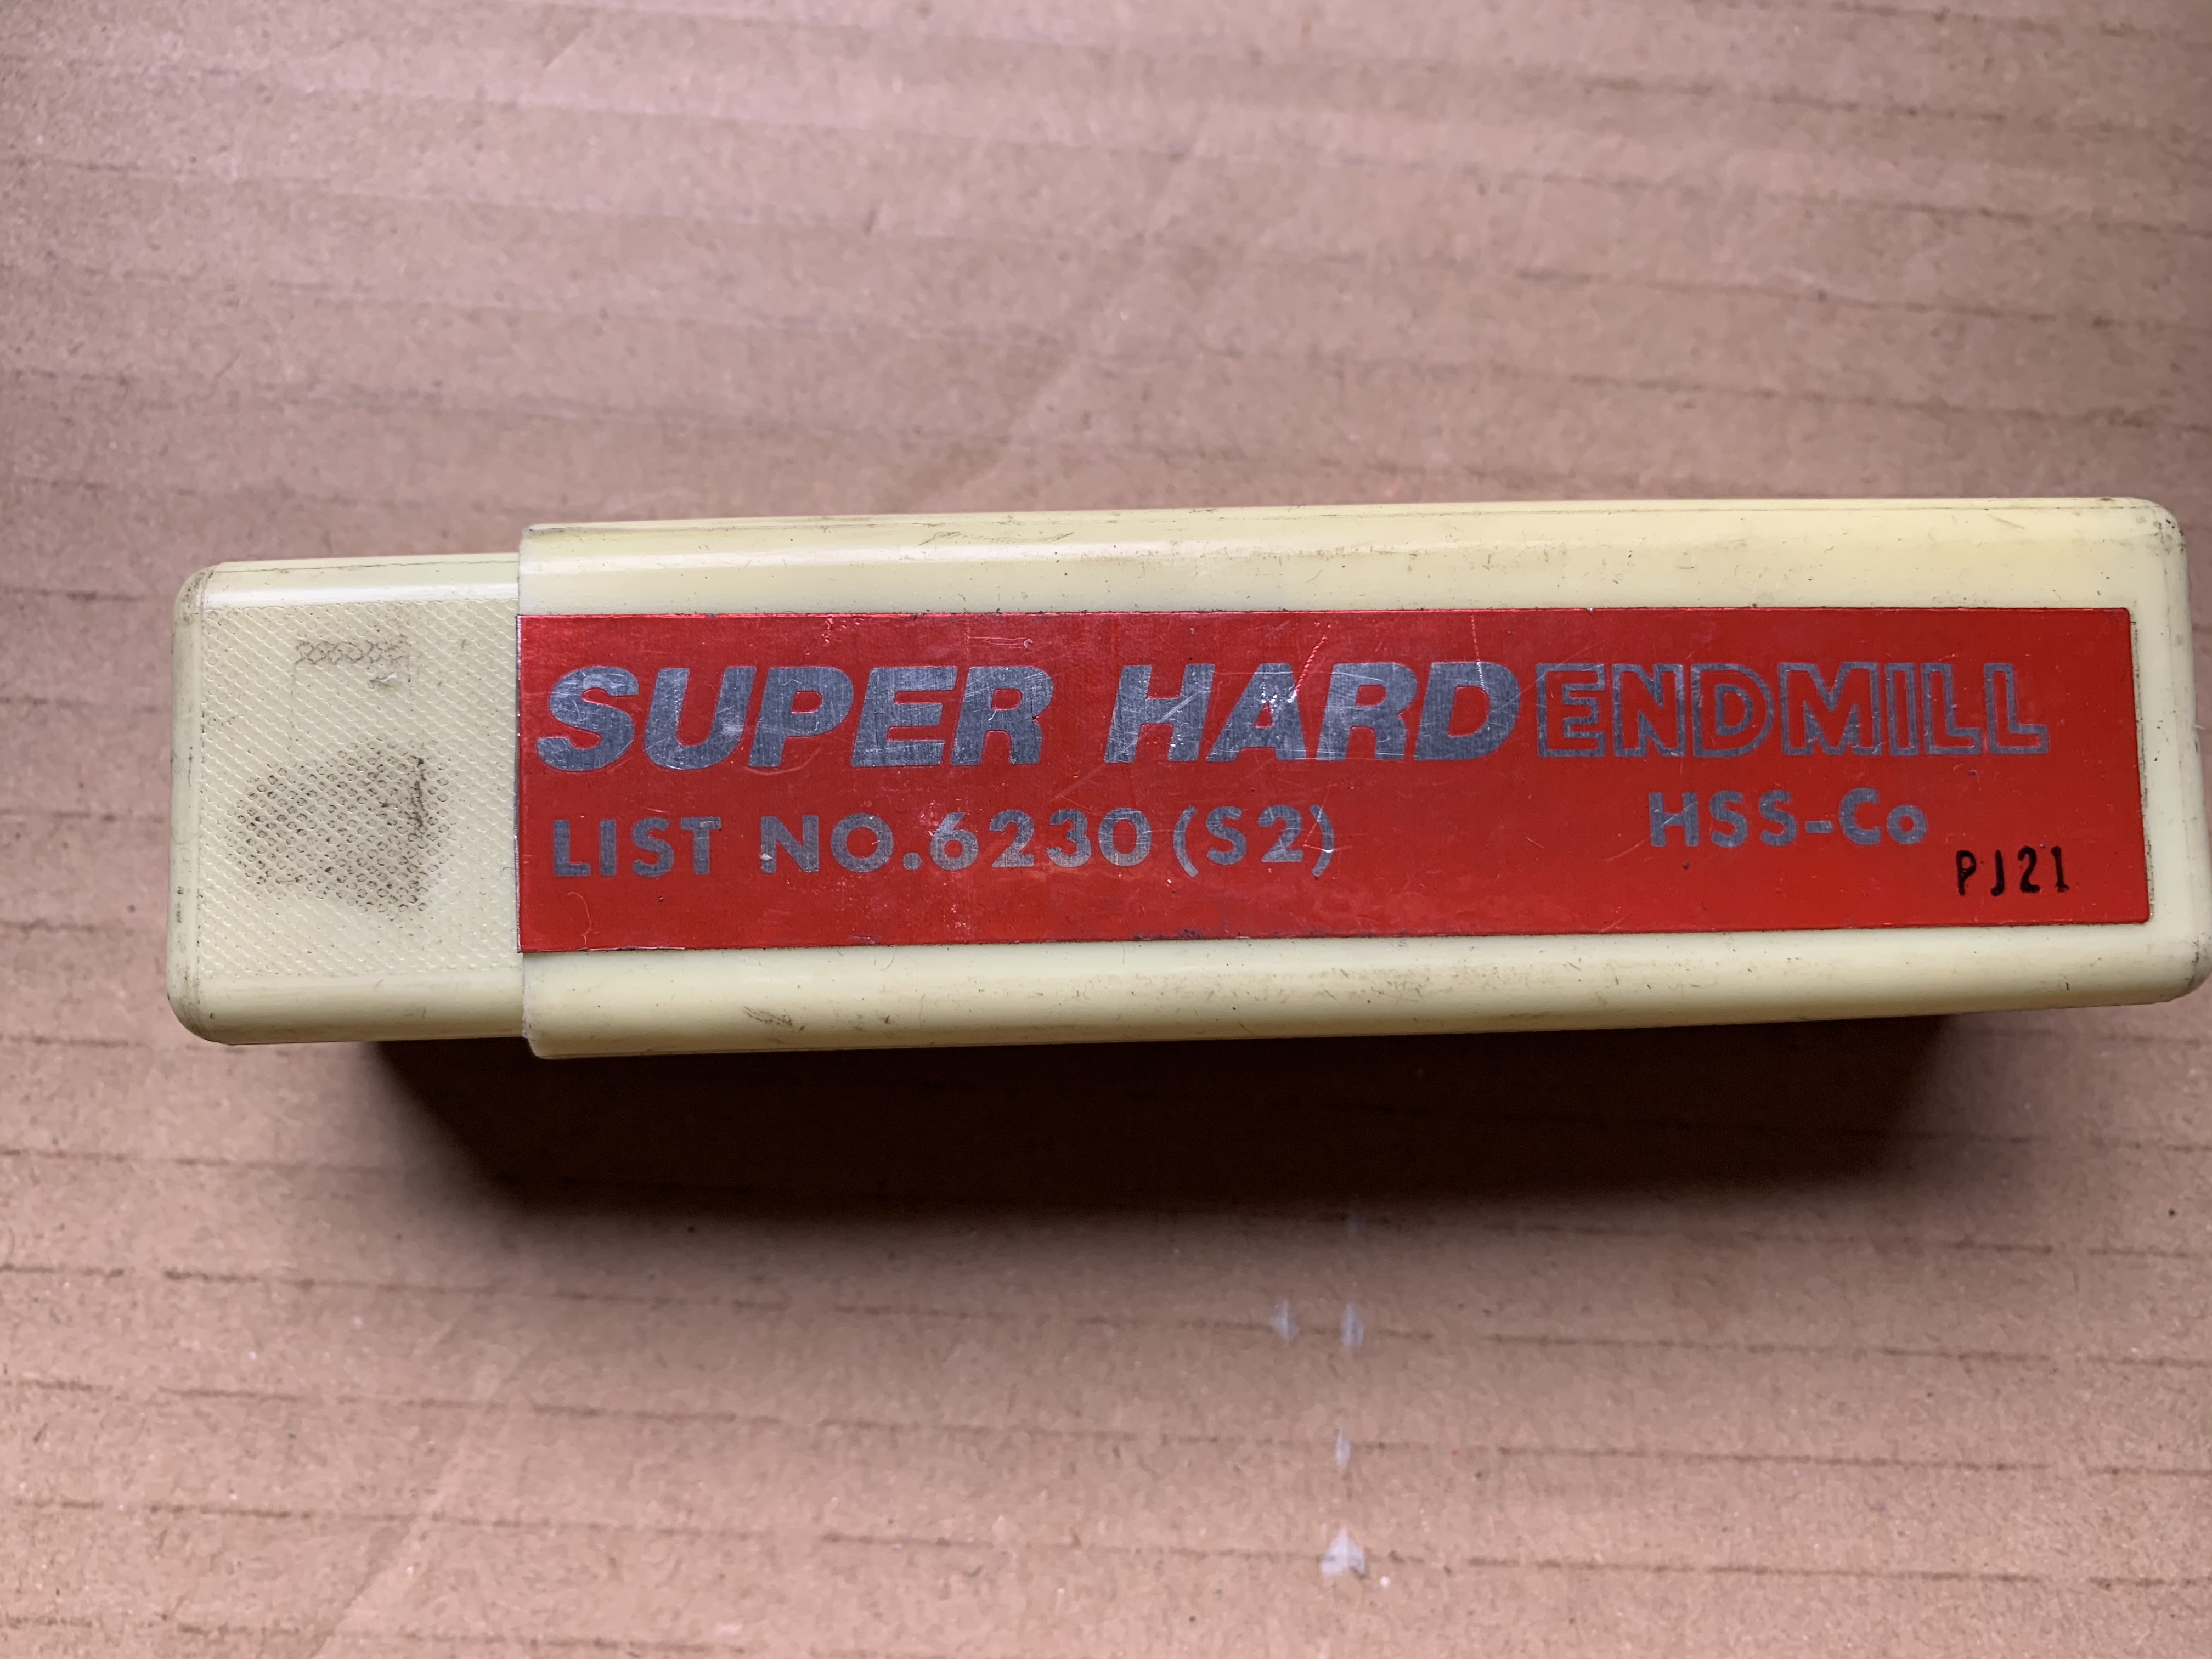 SUPER HARD ENDMILL
LIST NO.6230(S2) HSS-Co
PJ21